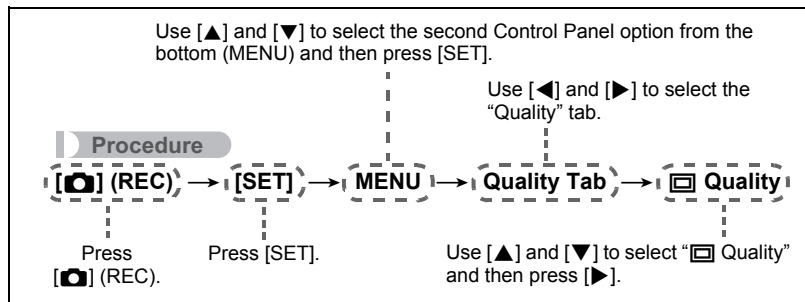 Use [▲] and [▼] to select the second Control Panel option from the
bottom (MENU) and then press [SET].
Use [◀] and [▶] to select the
“Quality” tab.
Procedure
[📷] (REC) → [SET] → MENU → Quality Tab → 🞑 Quality
Press
[📷] (REC).
Press [SET].
Use [▲] and [▼] to select “🞑 Quality”
and then press [▶].